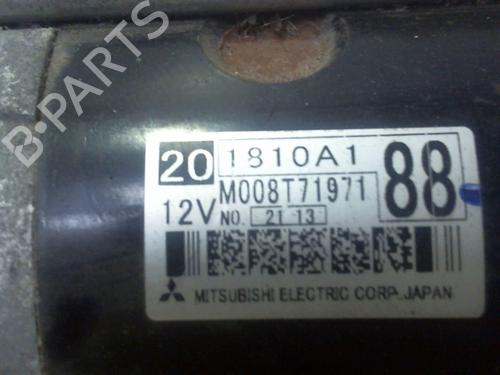 B-PARTS
20 1810A1
M008T71971 88
12V NO. 21 13
MITSUBISHI ELECTRIC CORP. JAPAN